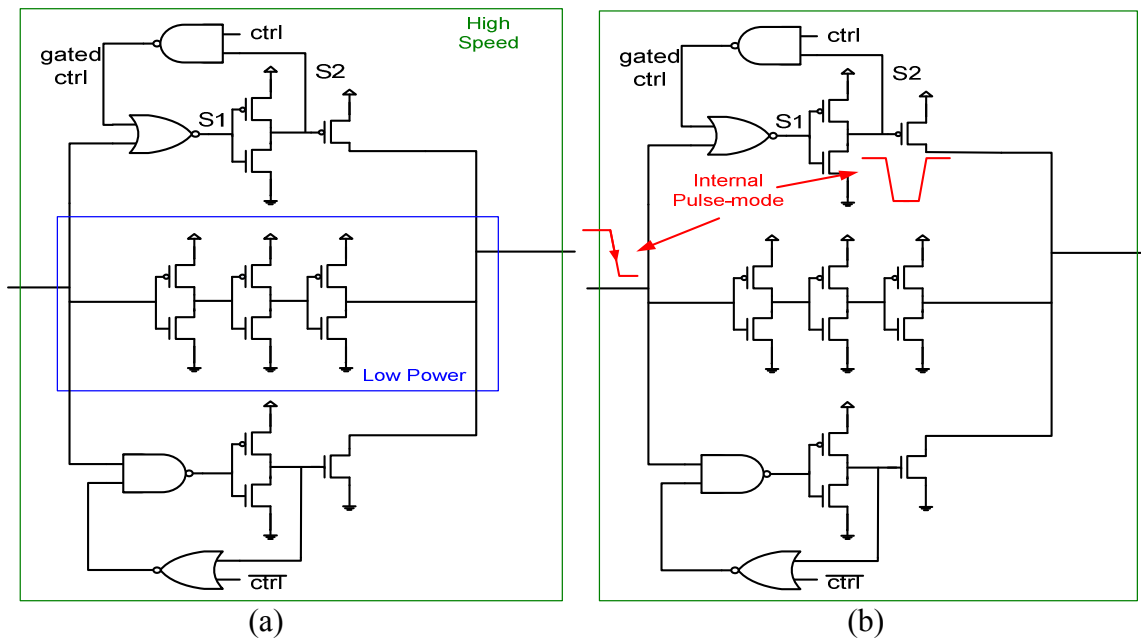 High
Speed
ctrl
gated
ctrl
S2
S1
Low Power
ctrl
(a)
ctrl
gated
ctrl
S2
S1
Internal
Pulse-mode
ctrl
(b)